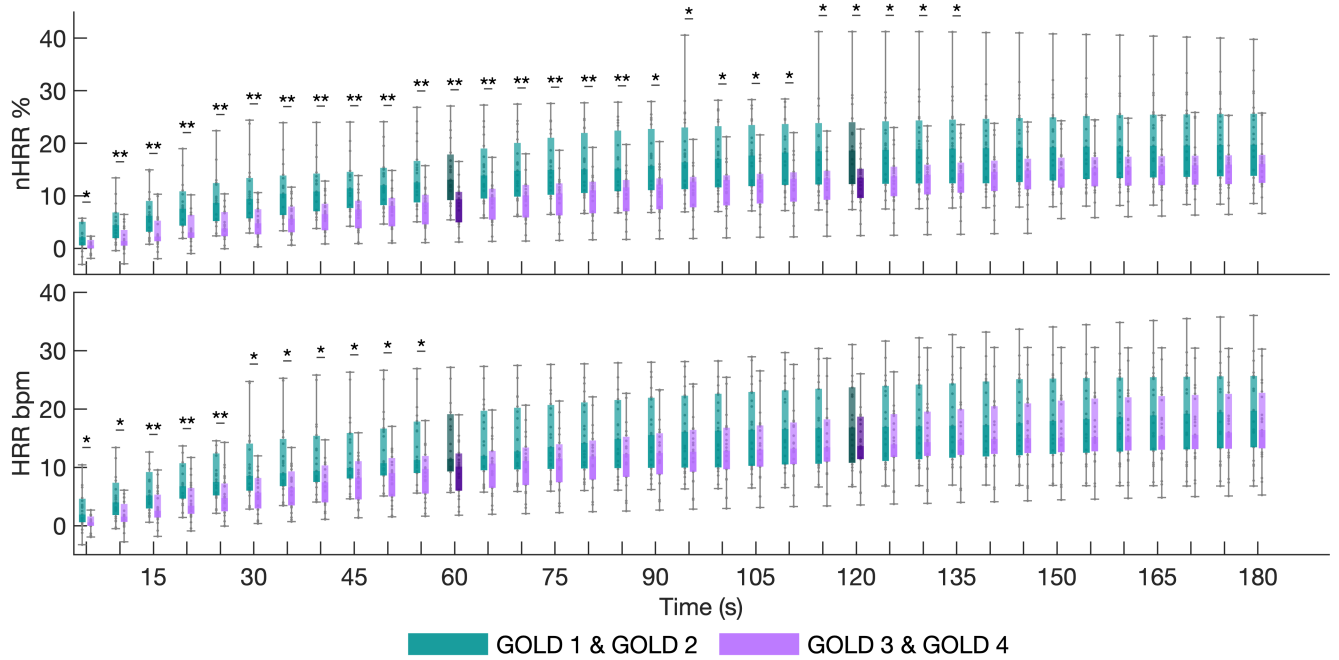 * * * * * *
*
** ** ** ** ** ** ** ** ** ** ** ** ** ** ** ** * * * *
*
nHRR %
40
30
20
10
0
HRR bpm
40
30
20
10
0
* * ** ** ** * * * * * *
15 30 45 60 75 90 105 120 135 150 165 180
Time (s)
GOLD 1 & GOLD 2 GOLD 3 & GOLD 4